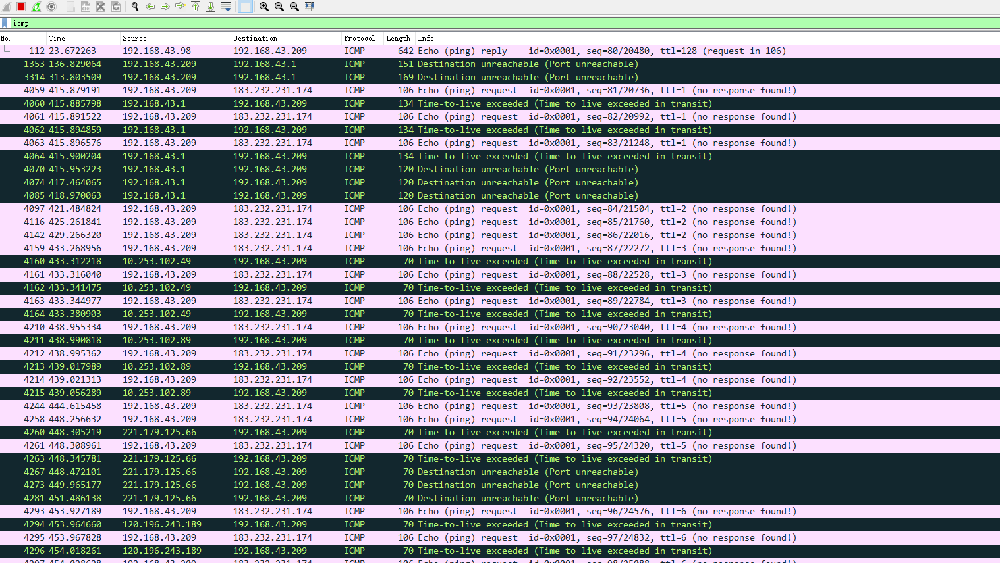 icmp
No. Time Source Destination Protocol Length Info
112 23.672263 192.168.43.98 192.168.43.209 ICMP 642 Echo (ping) reply id=0x0001, seq=80/20480, ttl=128 (request in 106)
1353 136.829064 192.168.43.209 192.168.43.1 ICMP 151 Destination unreachable (Port unreachable)
3314 313.803509 192.168.43.209 192.168.43.1 ICMP 169 Destination unreachable (Port unreachable)
4059 415.879191 192.168.43.209 183.232.231.174 ICMP 106 Echo (ping) request id=0x0001, seq=81/20736, ttl=1 (no response found!)
4060 415.885798 192.168.43.1 192.168.43.209 ICMP 134 Time-to-live exceeded (Time to live exceeded in transit)
4061 415.891522 192.168.43.209 183.232.231.174 ICMP 106 Echo (ping) request id=0x0001, seq=82/20992, ttl=1 (no response found!)
4062 415.894859 192.168.43.1 192.168.43.209 ICMP 134 Time-to-live exceeded (Time to live exceeded in transit)
4063 415.896576 192.168.43.209 183.232.231.174 ICMP 106 Echo (ping) request id=0x0001, seq=83/21248, ttl=1 (no response found!)
4064 415.900204 192.168.43.1 192.168.43.209 ICMP 134 Time-to-live exceeded (Time to live exceeded in transit)
4070 415.953223 192.168.43.1 192.168.43.209 ICMP 120 Destination unreachable (Port unreachable)
4074 417.464065 192.168.43.1 192.168.43.209 ICMP 120 Destination unreachable (Port unreachable)
4085 418.970063 192.168.43.1 192.168.43.209 ICMP 120 Destination unreachable (Port unreachable)
4097 421.484824 192.168.43.209 183.232.231.174 ICMP 106 Echo (ping) request id=0x0001, seq=84/21504, ttl=2 (no response found!)
4116 425.261841 192.168.43.209 183.232.231.174 ICMP 106 Echo (ping) request id=0x0001, seq=85/21760, ttl=2 (no response found!)
4142 429.266320 192.168.43.209 183.232.231.174 ICMP 106 Echo (ping) request id=0x0001, seq=86/22016, ttl=2 (no response found!)
4159 433.268956 192.168.43.209 183.232.231.174 ICMP 106 Echo (ping) request id=0x0001, seq=87/22272, ttl=3 (no response found!)
4160 433.312218 10.253.102.49 192.168.43.209 ICMP 70 Time-to-live exceeded (Time to live exceeded in transit)
4161 433.316040 192.168.43.209 183.232.231.174 ICMP 106 Echo (ping) request id=0x0001, seq=88/22528, ttl=3 (no response found!)
4162 433.341475 10.253.102.49 192.168.43.209 ICMP 70 Time-to-live exceeded (Time to live exceeded in transit)
4163 433.344977 192.168.43.209 183.232.231.174 ICMP 106 Echo (ping) request id=0x0001, seq=89/22784, ttl=3 (no response found!)
4164 433.380903 10.253.102.49 192.168.43.209 ICMP 70 Time-to-live exceeded (Time to live exceeded in transit)
4210 438.955334 192.168.43.209 183.232.231.174 ICMP 106 Echo (ping) request id=0x0001, seq=90/23040, ttl=4 (no response found!)
4211 438.990818 10.253.102.89 192.168.43.209 ICMP 70 Time-to-live exceeded (Time to live exceeded in transit)
4212 438.995362 192.168.43.209 183.232.231.174 ICMP 106 Echo (ping) request id=0x0001, seq=91/23296, ttl=4 (no response found!)
4213 439.017989 10.253.102.89 192.168.43.209 ICMP 70 Time-to-live exceeded (Time to live exceeded in transit)
4214 439.021313 192.168.43.209 183.232.231.174 ICMP 106 Echo (ping) request id=0x0001, seq=92/23552, ttl=4 (no response found!)
4215 439.056289 10.253.102.89 192.168.43.209 ICMP 70 Time-to-live exceeded (Time to live exceeded in transit)
4244 444.615458 192.168.43.209 183.232.231.174 ICMP 106 Echo (ping) request id=0x0001, seq=93/23808, ttl=5 (no response found!)
4258 448.256632 192.168.43.209 183.232.231.174 ICMP 106 Echo (ping) request id=0x0001, seq=94/24064, ttl=5 (no response found!)
4260 448.305219 221.179.125.66 192.168.43.209 ICMP 70 Time-to-live exceeded (Time to live exceeded in transit)
4261 448.308961 192.168.43.209 183.232.231.174 ICMP 106 Echo (ping) request id=0x0001, seq=95/24320, ttl=5 (no response found!)
4263 448.345781 221.179.125.66 192.168.43.209 ICMP 70 Time-to-live exceeded (Time to live exceeded in transit)
4267 448.472101 221.179.125.66 192.168.43.209 ICMP 70 Destination unreachable (Port unreachable)
4273 449.965177 221.179.125.66 192.168.43.209 ICMP 70 Destination unreachable (Port unreachable)
4281 451.486138 221.179.125.66 192.168.43.209 ICMP 70 Destination unreachable (Port unreachable)
4293 453.927189 192.168.43.209 183.232.231.174 ICMP 106 Echo (ping) request id=0x0001, seq=96/24576, ttl=6 (no response found!)
4294 453.964660 120.196.243.189 192.168.43.209 ICMP 70 Time-to-live exceeded (Time to live exceeded in transit)
4295 453.967828 192.168.43.209 183.232.231.174 ICMP 106 Echo (ping) request id=0x0001, seq=97/24832, ttl=6 (no response found!)
4296 454.018261 120.196.243.189 192.168.43.209 ICMP 70 Time-to-live exceeded (Time to live exceeded in transit)